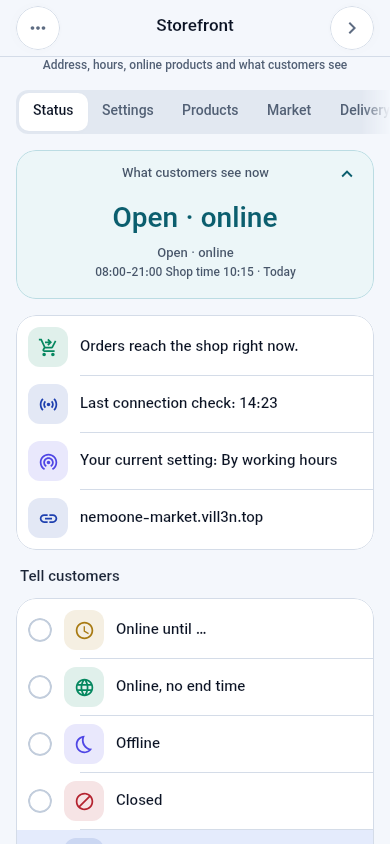 Storefront
Address, hours, online products and what customers see
Status Settings Products Market Delivery
What customers see now
Open · online
Open · online
08:00–21:00 Shop time 10:15 · Today
Orders reach the shop right now.
Last connection check: 14:23
Your current setting: By working hours
nemoone-market.vill3n.top
Tell customers
Online until …
Online, no end time
Offline
Closed